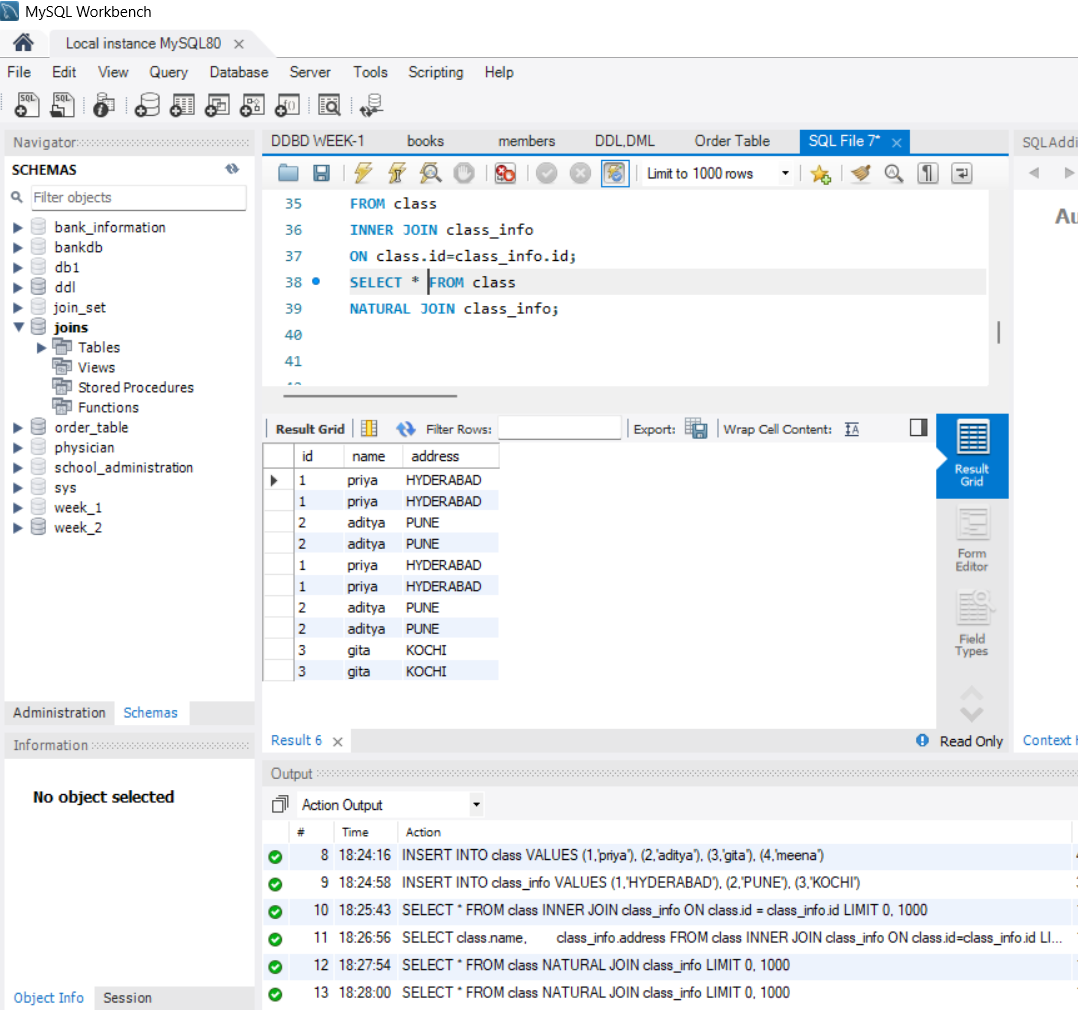 MySQL Workbench
Local instance MySQL80
File Edit View Query Database Server Tools Scripting Help
Navigator
SCHEMAS
Filter objects
bank_information
bankdb
db1
ddl
join_set
joins
Tables
Views
Stored Procedures
Functions
order_table
physician
school_administration
sys
week_1
week_2
Administration Schemas
Information
No object selected
Object Info Session
DDBD WEEK-1 books members DDL,DML Order Table SQL File 7*
Limit to 1000 rows
35 FROM class
36 INNER JOIN class_info
37 ON class.id=class_info.id;
38 SELECT * FROM class
39 NATURAL JOIN class_info;
40
41
Result Grid Filter Rows: Export: Wrap Cell Content:
id name address
1 priya HYDERABAD
1 priya HYDERABAD
2 aditya PUNE
2 aditya PUNE
1 priya HYDERABAD
1 priya HYDERABAD
2 aditya PUNE
2 aditya PUNE
3 gita KOCHI
3 gita KOCHI
Result
Grid
Form
Editor
Field
Types
Result 6
Read Only
Output
Action Output
# Time Action
8 18:24:16 INSERT INTO class VALUES (1,'priya'), (2,'aditya'), (3,'gita'), (4,'meena')
9 18:24:58 INSERT INTO class_info VALUES (1,'HYDERABAD'), (2,'PUNE'), (3,'KOCHI')
10 18:25:43 SELECT * FROM class INNER JOIN class_info ON class.id = class_info.id LIMIT 0, 1000
11 18:26:56 SELECT class.name, class_info.address FROM class INNER JOIN class_info ON class.id=class_info.id LI...
12 18:27:54 SELECT * FROM class NATURAL JOIN class_info LIMIT 0, 1000
13 18:28:00 SELECT * FROM class NATURAL JOIN class_info LIMIT 0, 1000
SQLAddi
Au
Context